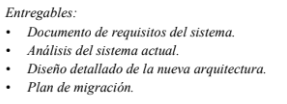 Entregables:
• Documento de requisitos del sistema.
• Análisis del sistema actual.
• Diseño detallado de la nueva arquitectura.
• Plan de migración.